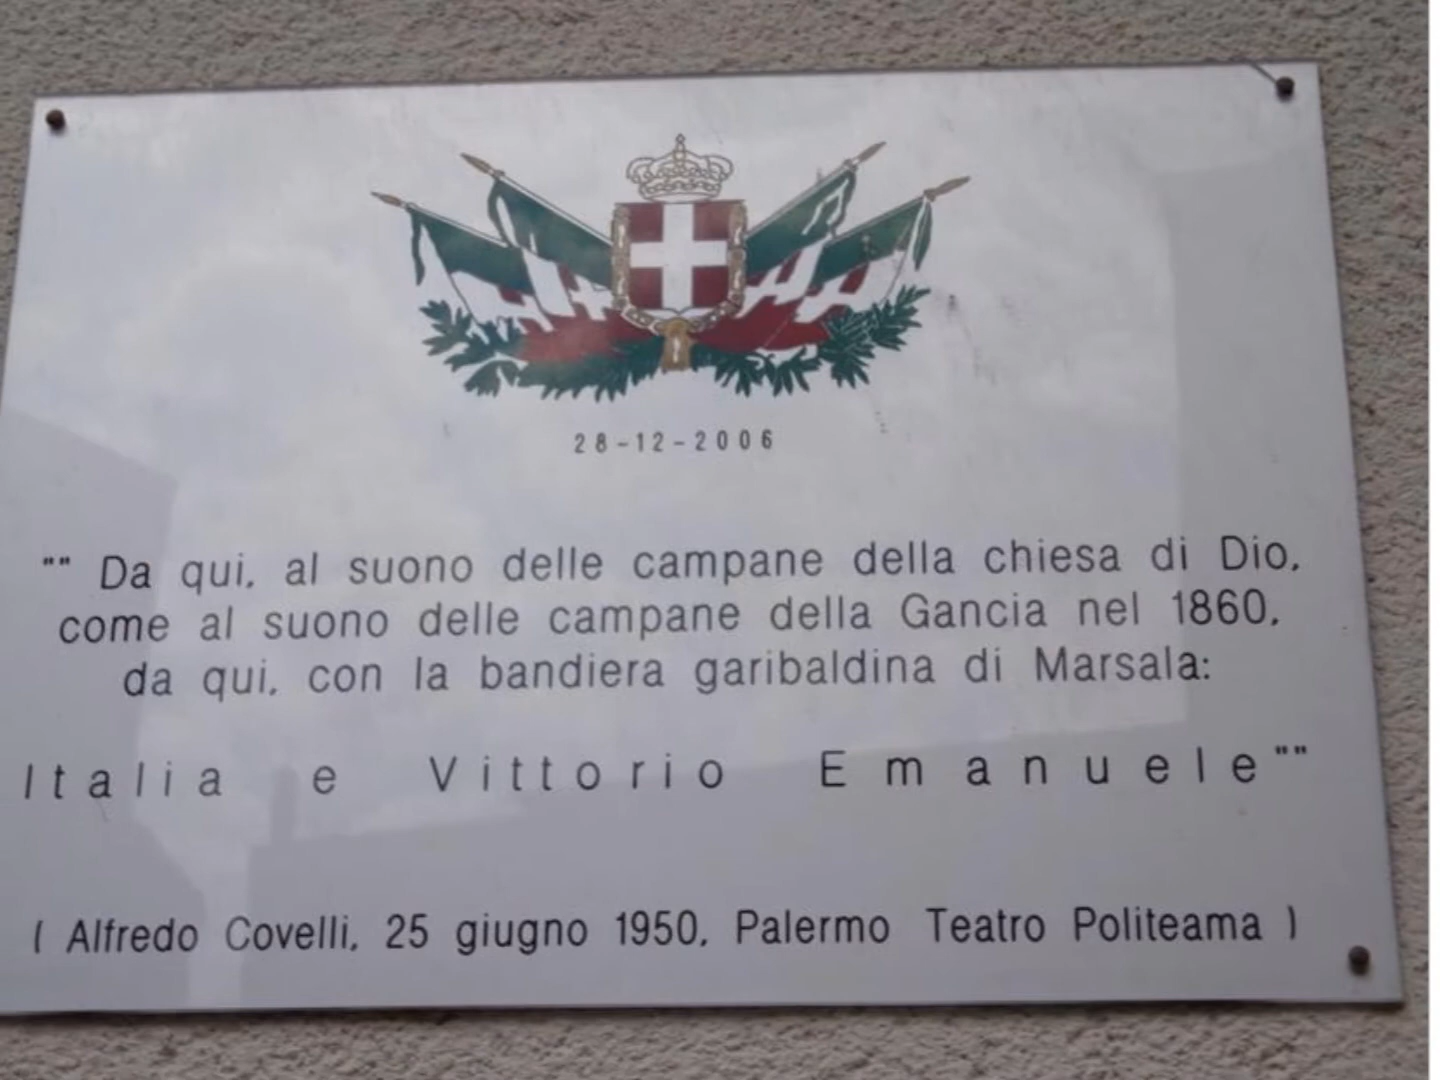 28-12-2006
"" Da qui, al suono delle campane della chiesa di Dio,
come al suono delle campane della Gancia nel 1860,
da qui, con la bandiera garibaldina di Marsala:
Italia e Vittorio Emanuele""
( Alfredo Covelli, 25 giugno 1950, Palermo Teatro Politeama )